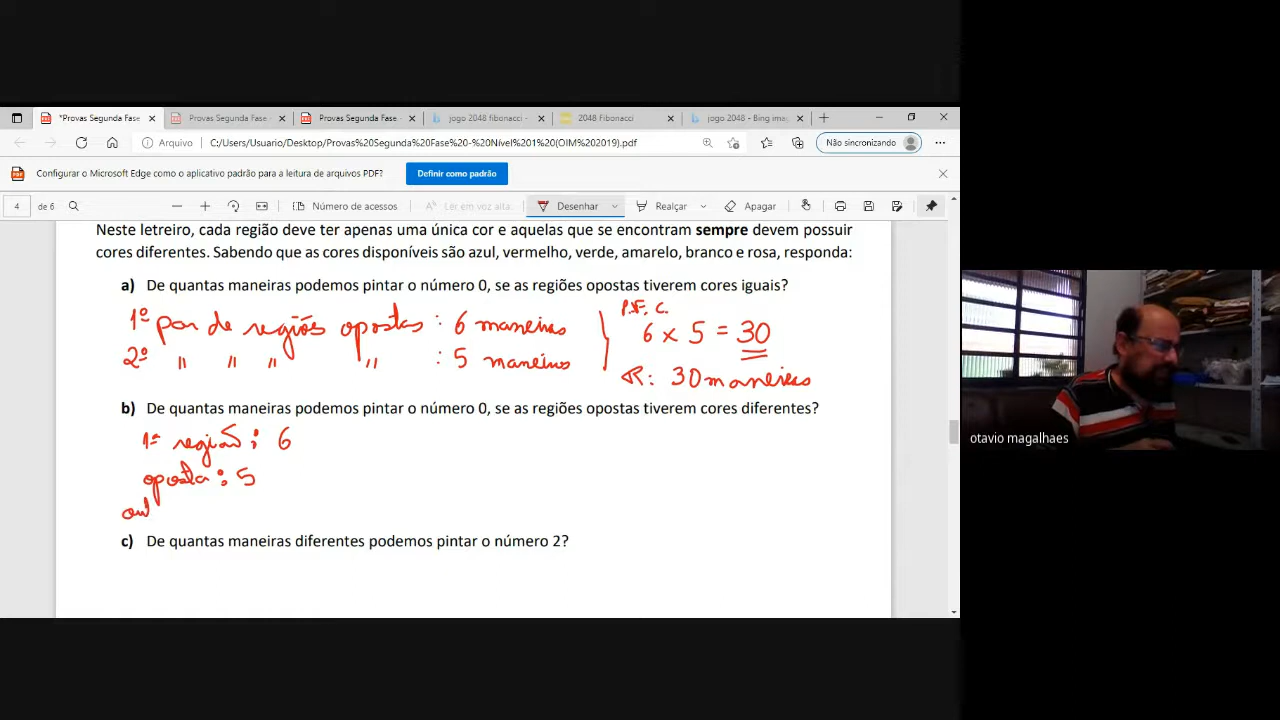 *Provas Segunda Fase
Provas Segunda Fase -
Provas Segunda Fase -
jogo 2048 fibonacci -
2048 Fibonacci
jogo 2048 - Bing ima
Arquivo
C:/Users/Usuario/Desktop/Provas%20Segunda%20Fase%20-%20Nível%201%20(OIM%202019).pdf
Não sincronizando
Configurar o Microsoft Edge como o aplicativo padrão para a leitura de arquivos PDF?
Definir como padrão
4
de 6
Número de acessos
Ler em voz alta
Desenhar
Realçar
Apagar
Neste letreiro, cada região deve ter apenas uma única cor e aquelas que se encontram sempre devem possuir
cores diferentes. Sabendo que as cores disponíveis são azul, vermelho, verde, amarelo, branco e rosa, responda:
a) De quantas maneiras podemos pintar o número 0, se as regiões opostas tiverem cores iguais?
1º par de regiões opostas : 6 maneiras
2º " " " " : 5 maneiras
P.F.C.
6 x 5 = 30
R: 30 maneiras
b) De quantas maneiras podemos pintar o número 0, se as regiões opostas tiverem cores diferentes?
1ª região : 6
oposta : 5
out
c) De quantas maneiras diferentes podemos pintar o número 2?
otavio magalhaes